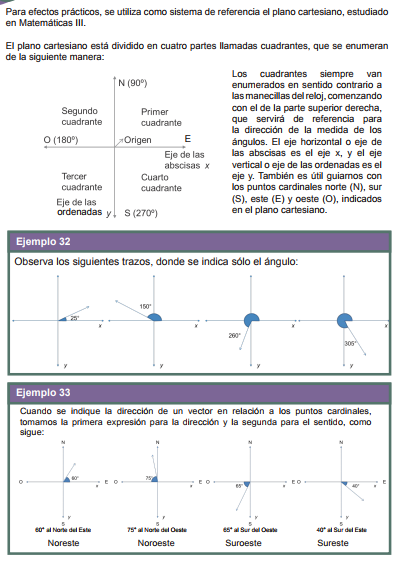 Para efectos prácticos, se utiliza como sistema de referencia el plano cartesiano, estudiado
en Matemáticas III.
El plano cartesiano está dividido en cuatro partes llamadas cuadrantes, que se enumeran
de la siguiente manera:
N (90º)
Segundo
cuadrante
Primer
cuadrante
O (180º)
Origen
E
Eje de las
abscisas x
Tercer
cuadrante
Cuarto
cuadrante
Eje de las
ordenadas y
S (270º)
Los cuadrantes siempre van
enumerados en sentido contrario a
las manecillas del reloj, comenzando
con el de la parte superior derecha,
que servirá de referencia para
la dirección de la medida de los
ángulos. El eje horizontal o eje de
las abscisas es el eje x, y el eje
vertical o eje de las ordenadas es el
eje y. También es útil guiarnos con
los puntos cardinales norte (N), sur
(S), este (E) y oeste (O), indicados
en el plano cartesiano.
Ejemplo 32
Observa los siguientes trazos, donde se indica sólo el ángulo:
25°
x
y
150°
x
y
260°
x
y
305°
x
y
Ejemplo 33
Cuando se indique la dirección de un vector en relación a los puntos cardinales,
tomamos la primera expresión para la dirección y la segunda para el sentido, como
sigue:
N
O
60°
E
x
y
S
N
O
75°
E
x
y
S
N
O
65°
E
x
y
S
N
O
40°
E
x
y
S
60° al Norte del Este
75° al Norte del Oeste
65° al Sur del Oeste
40° al Sur del Este
Noreste
Noroeste
Suroeste
Sureste